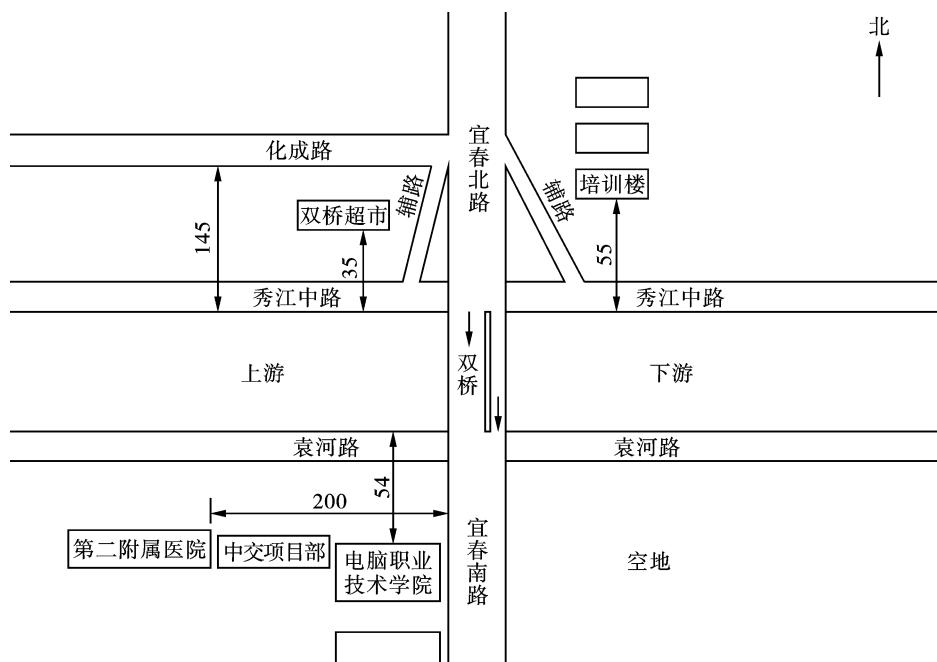 北
宜春北路
化成路
辅路
辅路
培训楼
双桥超市
145
35
55
秀江中路
秀江中路
上游
双桥
下游
袁河路
袁河路
54
200
第二附属医院
中交项目部
电脑职业
技术学院
宜春南路
空地